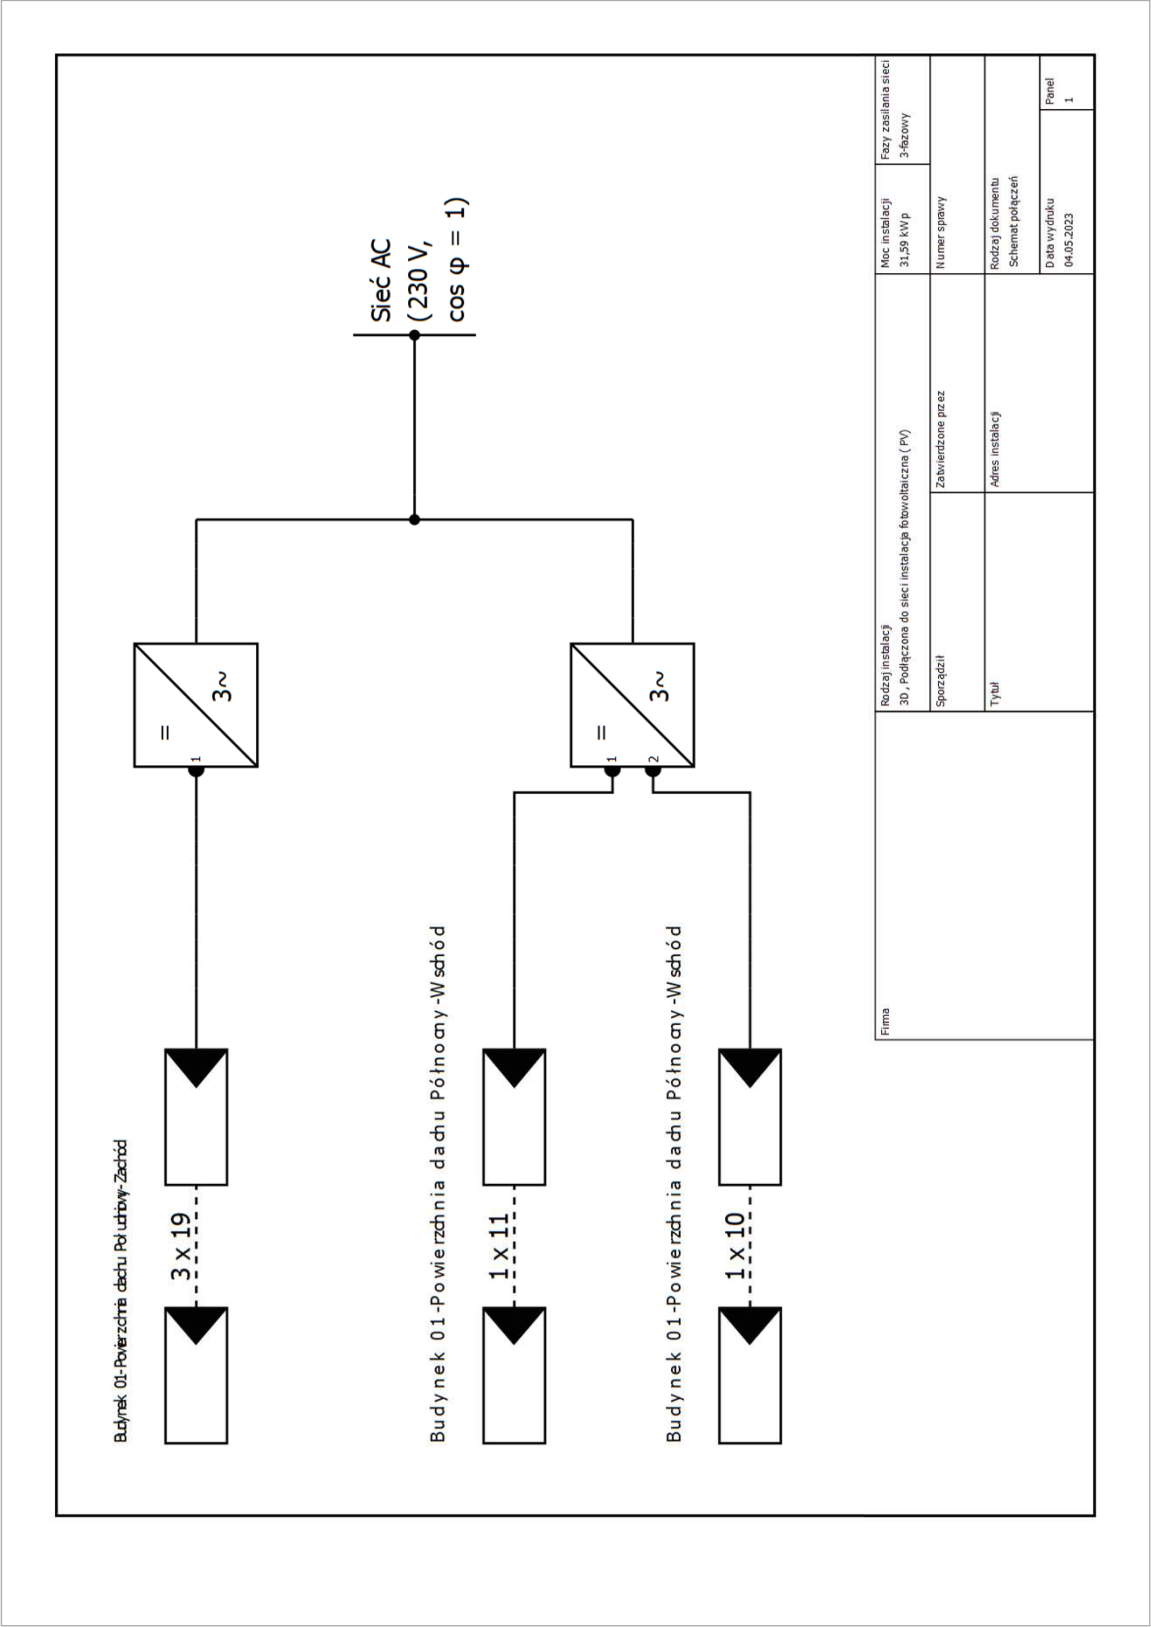 Budynek 01-Powierzchnia dachu Południowy-Zachód
3 x 19
=
1
3~
Budynek 01-Powierzchnia dachu Północny-Wschód
1 x 11
=
1
2
3~
Budynek 01-Powierzchnia dachu Północny-Wschód
1 x 10
Sieć AC
(230 V,
cos φ = 1)
Firma
Rodzaj instalacji
3D, Podłączona do sieci instalacja fotowoltaiczna (PV)
Moc instalacji
31,59 kWp
Fazy zasilania sieci
3-fazowy
Sporządził
Zatwierdzone przez
Numer sprawy
Tytuł
Adres instalacji
Rodzaj dokumentu
Schemat połączeń
Data wydruku
04.05.2023
Panel
1